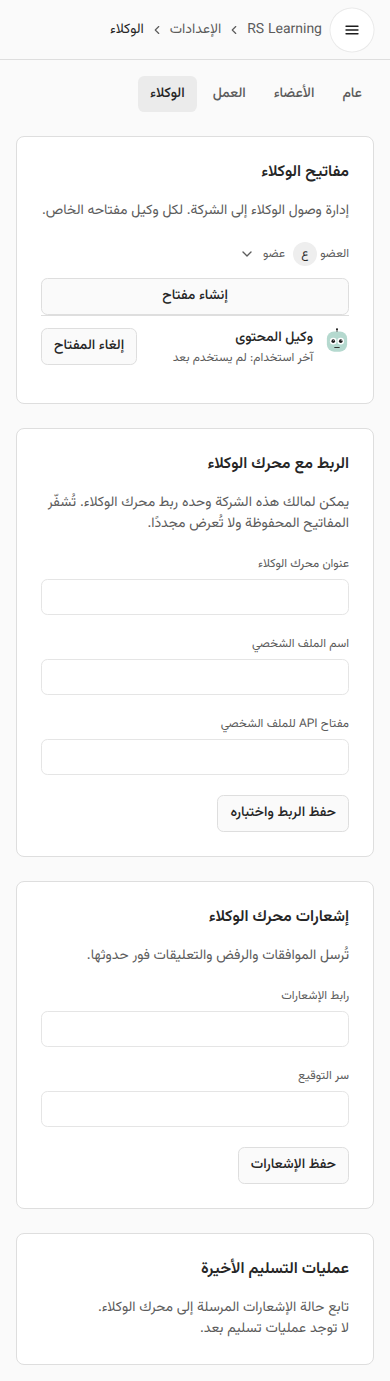 RS Learning > الإعدادات > الوكلاء
عام الأعضاء العمل الوكلاء
مفاتيح الوكلاء
إدارة وصول الوكلاء إلى الشركة. لكل وكيل مفتاحه الخاص.
العضو ع عضو
إنشاء مفتاح
وكيل المحتوى
آخر استخدام: لم يستخدم بعد
إلغاء المفتاح
الربط مع محرك الوكلاء
يمكن لمالك هذه الشركة وحده ربط محرك الوكلاء. تُشفّر
المفاتيح المحفوظة ولا تُعرض مجددًا.
عنوان محرك الوكلاء
اسم الملف الشخصي
مفتاح API للملف الشخصي
حفظ الربط واختباره
إشعارات محرك الوكلاء
تُرسل الموافقات والرفض والتعليقات فور حدوثها.
رابط الإشعارات
سر التوقيع
حفظ الإشعارات
عمليات التسليم الأخيرة
تابع حالة الإشعارات المرسلة إلى محرك الوكلاء.
لا توجد عمليات تسليم بعد.